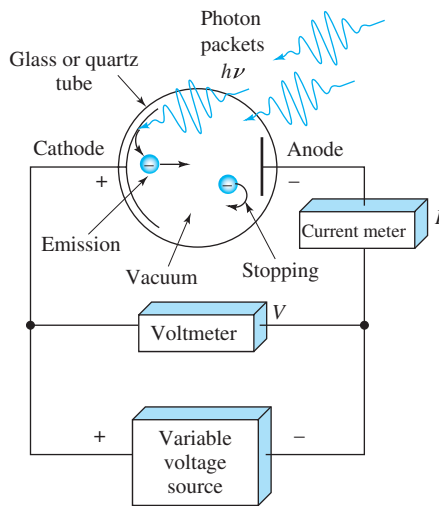 Photon
packets
hν
Glass or quartz
tube
Cathode
Anode
+
−
−
−
Emission
Vacuum
Stopping
Current meter
I
Voltmeter
V
+
−
Variable
voltage
source